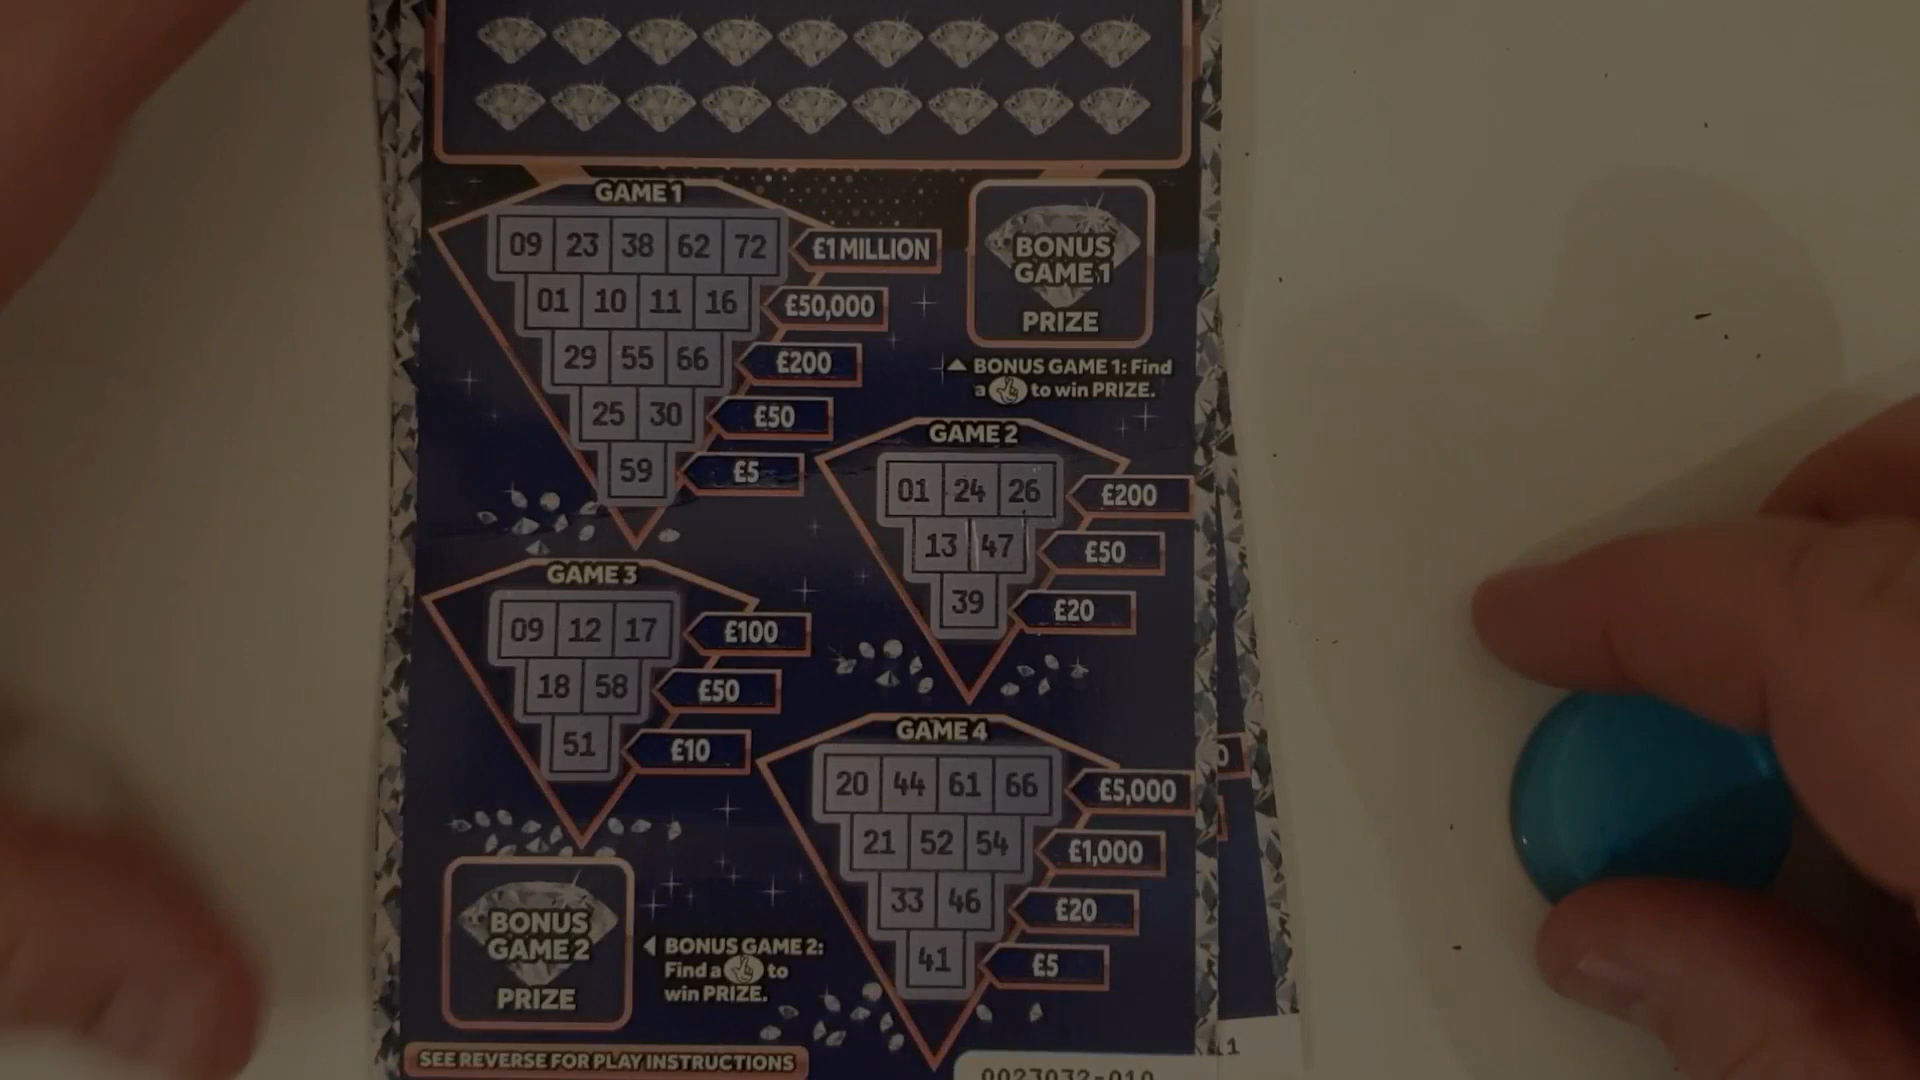 GAME 1
09 23 38 62 72 £1 MILLION
01 10 11 16 £50,000
29 55 66 £200
25 30 £50
59 £5
BONUS
GAME 1
PRIZE
BONUS GAME 1: Find
a to win PRIZE.
GAME 2
01 24 26 £200
13 47 £50
39 £20
GAME 3
09 12 17 £100
18 58 £50
51 £10
GAME 4
20 44 61 66 £5,000
21 52 54 £1,000
33 46 £20
41 £5
BONUS
GAME 2
PRIZE
BONUS GAME 2:
Find a to
win PRIZE.
SEE REVERSE FOR PLAY INSTRUCTIONS
0023032-010